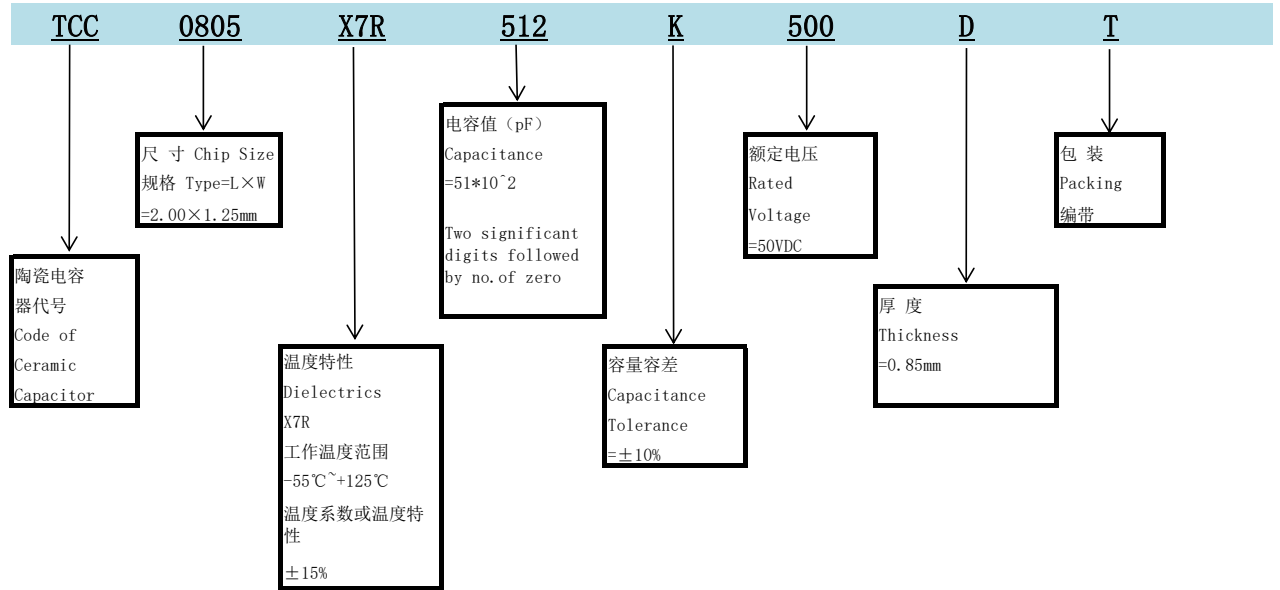 TCC 0805 X7R 512 K 500 D T
陶瓷电容
器代号
Code of
Ceramic
Capacitor
尺 寸 Chip Size
规格 Type=L×W
=2.00×1.25mm
温度特性
Dielectrics
X7R
工作温度范围
-55℃~+125℃
温度系数或温度特
性
±15%
电容值（pF）
Capacitance
=51*10^2
Two significant
digits followed
by no.of zero
容量容差
Capacitance
Tolerance
=±10%
额定电压
Rated
Voltage
=50VDC
厚 度
Thickness
=0.85mm
包 装
Packing
编带